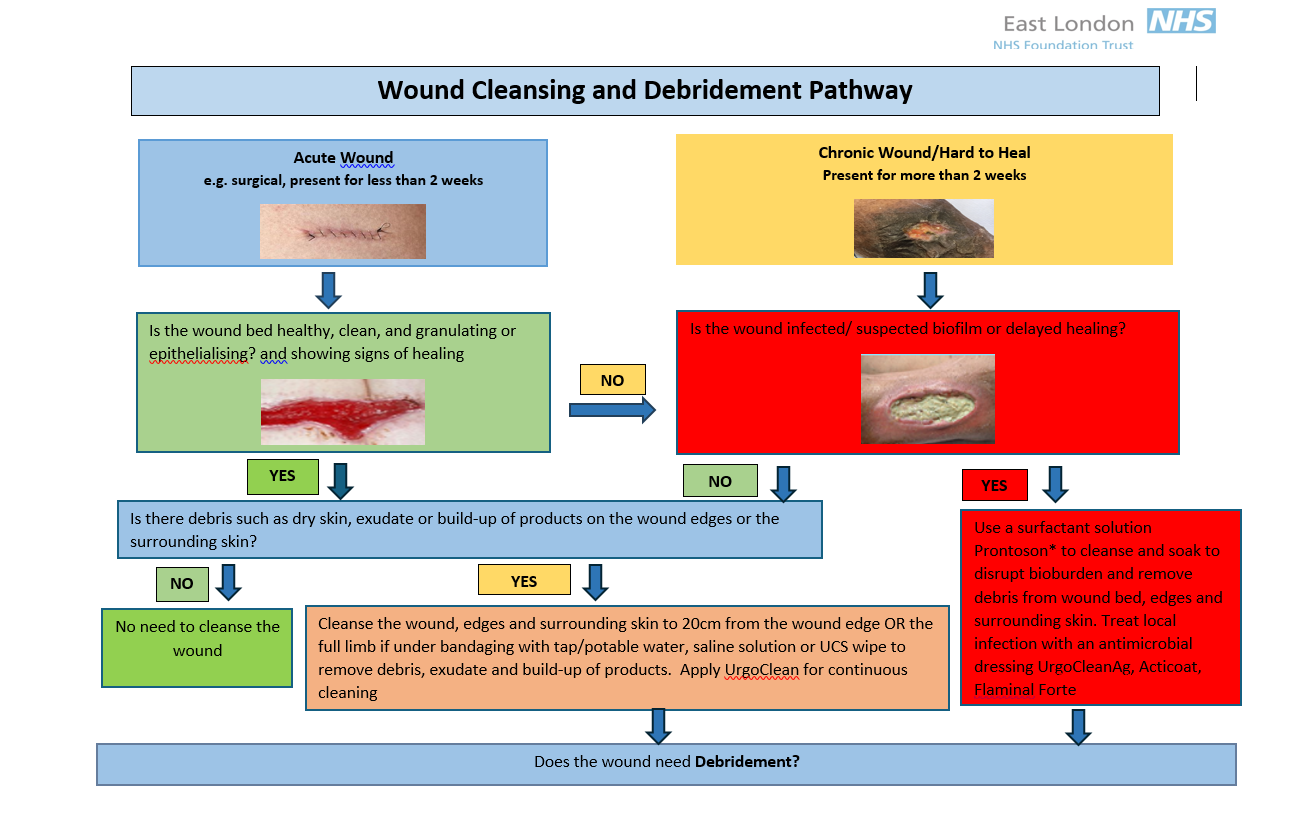 East London NHS
NHS Foundation Trust
Wound Cleansing and Debridement Pathway
Acute Wound
e.g. surgical, present for less than 2 weeks
Chronic Wound/Hard to Heal
Present for more than 2 weeks
Is the wound bed healthy, clean, and granulating or
epithelialising? and showing signs of healing
NO
Is the wound infected/ suspected biofilm or delayed healing?
YES
NO
YES
Is there debris such as dry skin, exudate or build-up of products on the wound edges or the
surrounding skin?
Use a surfactant solution
Prontoson* to cleanse and soak to
disrupt bioburden and remove
debris from wound bed, edges and
surrounding skin. Treat local
infection with an antimicrobial
dressing UrgoCleanAg, Acticoat,
Flaminal Forte
NO
YES
No need to cleanse the
wound
Cleanse the wound, edges and surrounding skin to 20cm from the wound edge OR the
full limb if under bandaging with tap/potable water, saline solution or UCS wipe to
remove debris, exudate and build-up of products.  Apply UrgoClean for continuous
cleaning
Does the wound need Debridement?